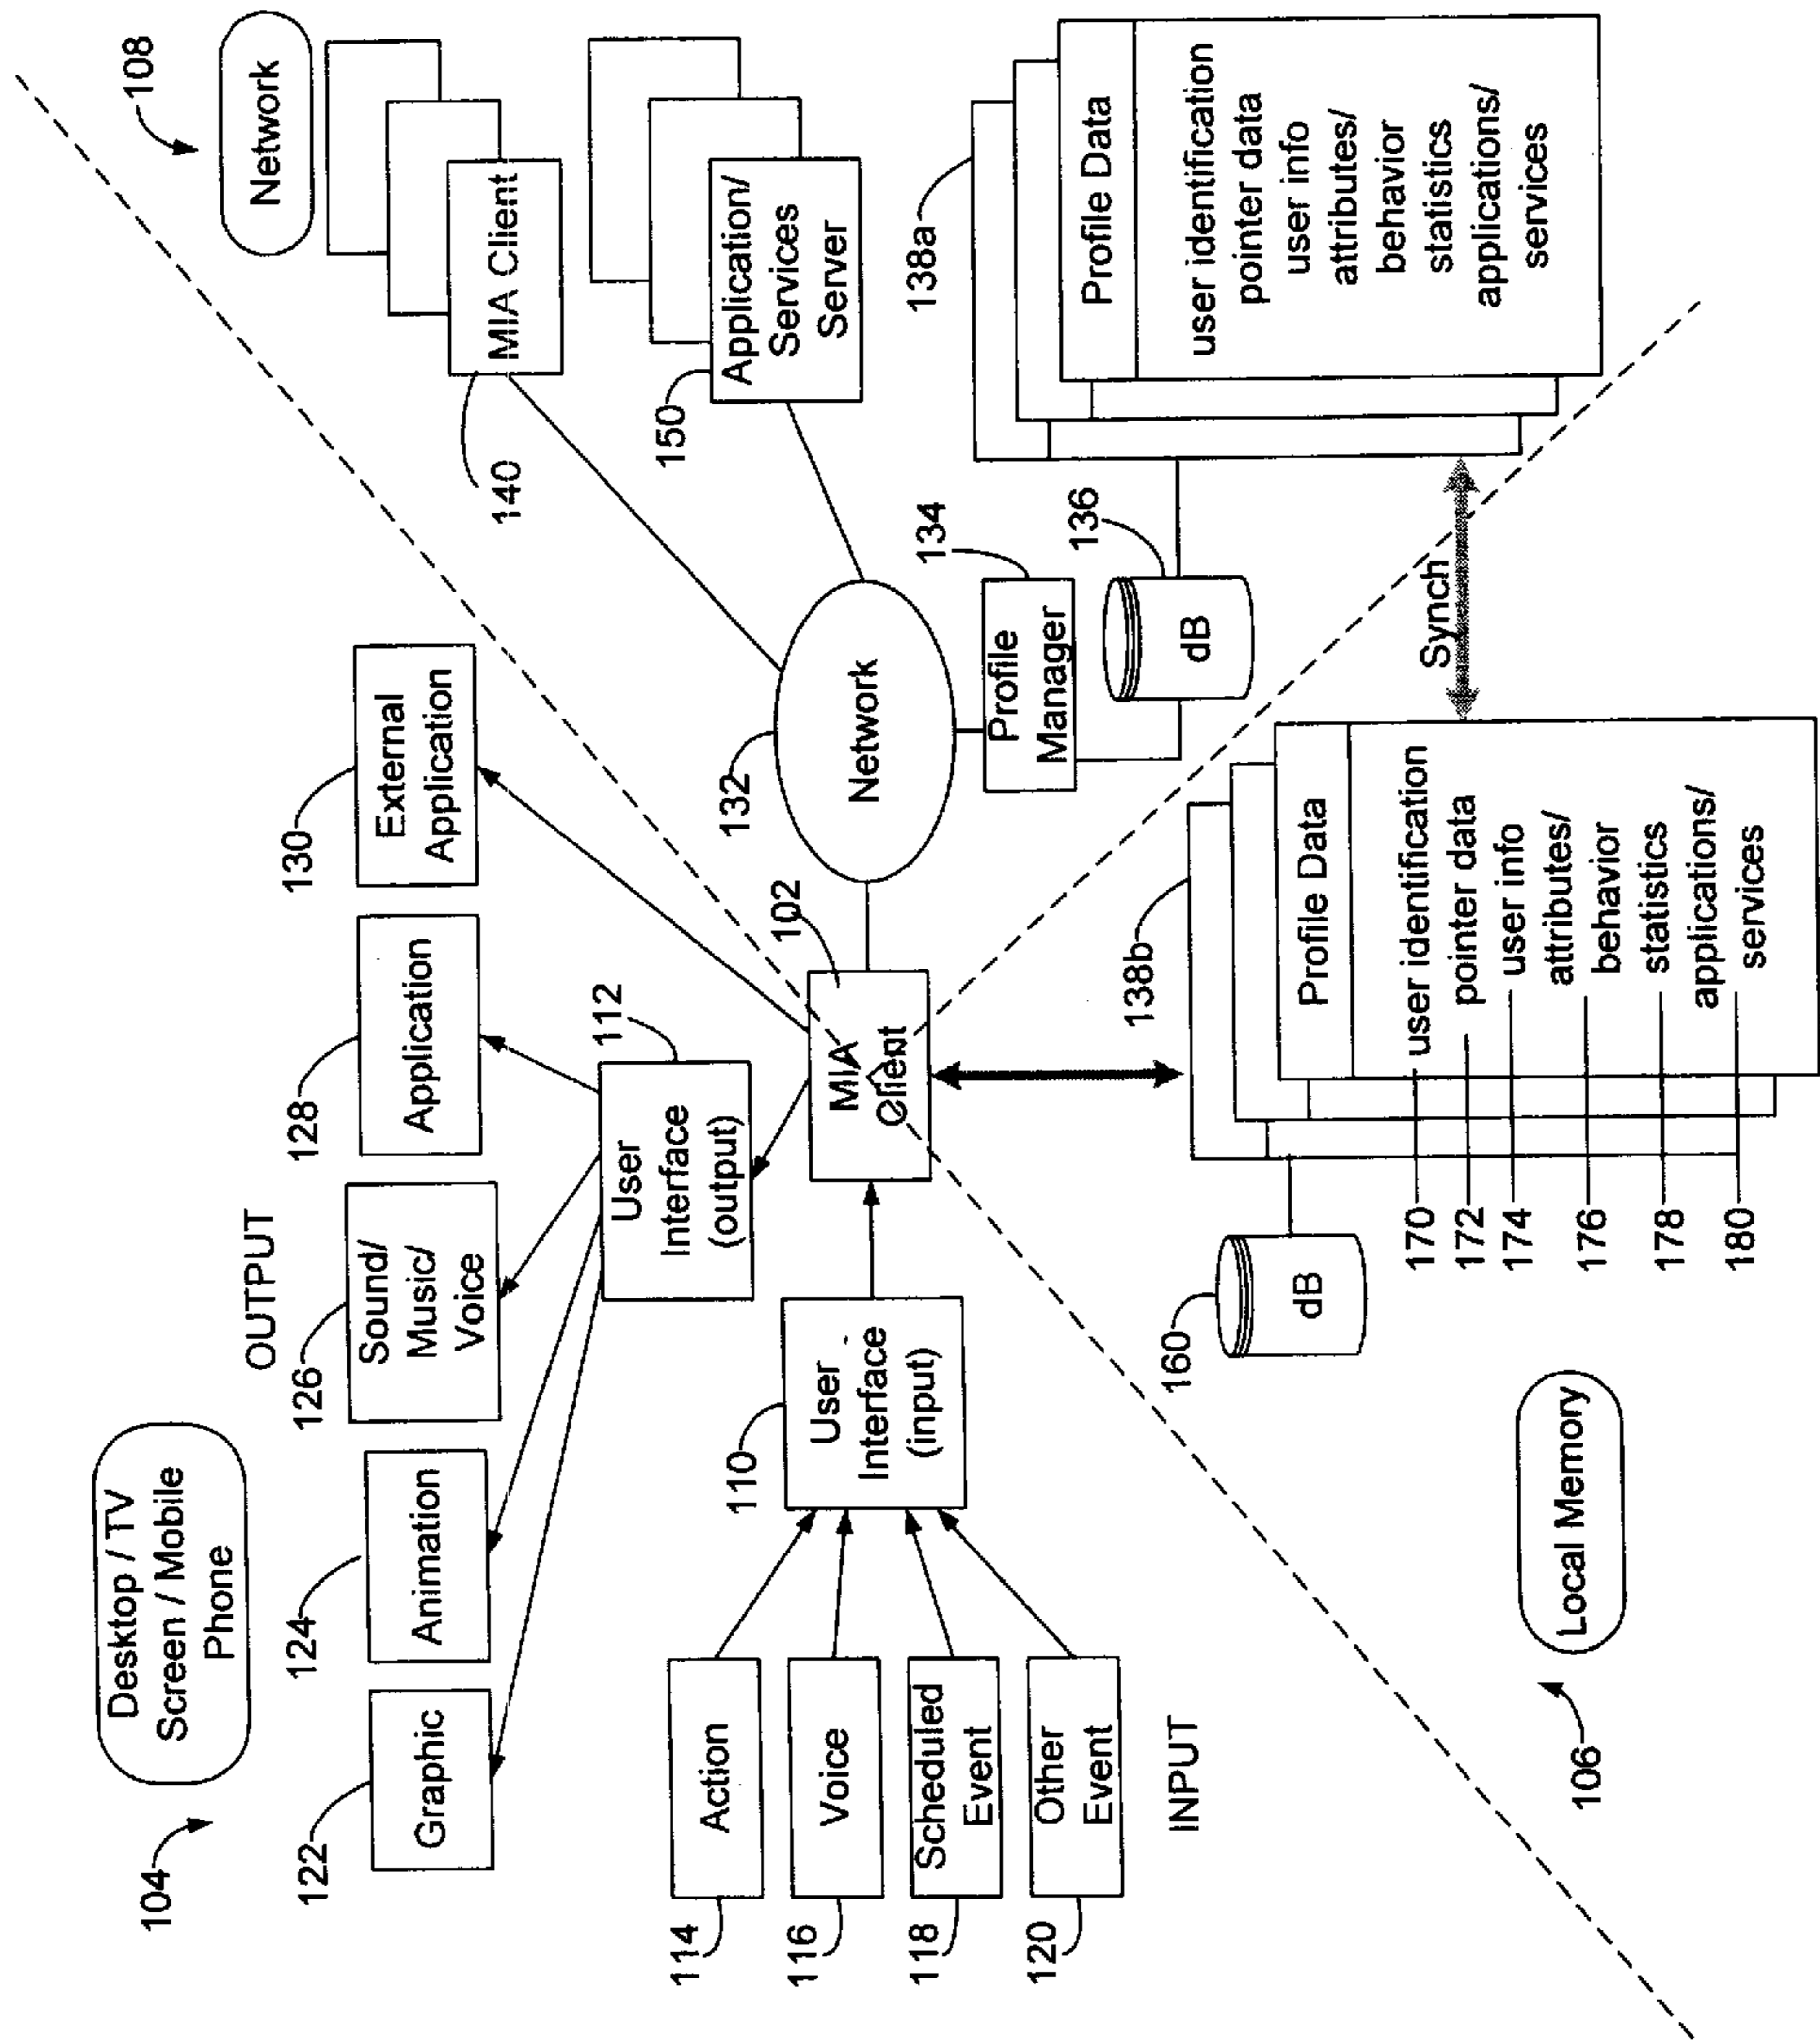 104
Desktop / TV
Screen / Mobile
Phone
OUTPUT
108
Network
122
Graphic
124
Animation
126
Sound/
Music/
Voice
128
Application
130
External
Application
112
User
Interface
(output)
114
Action
116
Voice
118
Scheduled
Event
120
Other
Event
INPUT
110
User
Interface
(input)
102
MIA
Client
132
Network
140
MIA Client
150
Application/
Services
Server
134
Profile
Manager
136
dB
138a
Profile Data
user identification
pointer data
user info
attributes/
behavior
statistics
applications/
services
Synch
138b
Profile Data
170
user identification
172
pointer data
174
user info
176
attributes/
behavior
178
statistics
180
applications/
services
160
dB
106
Local Memory